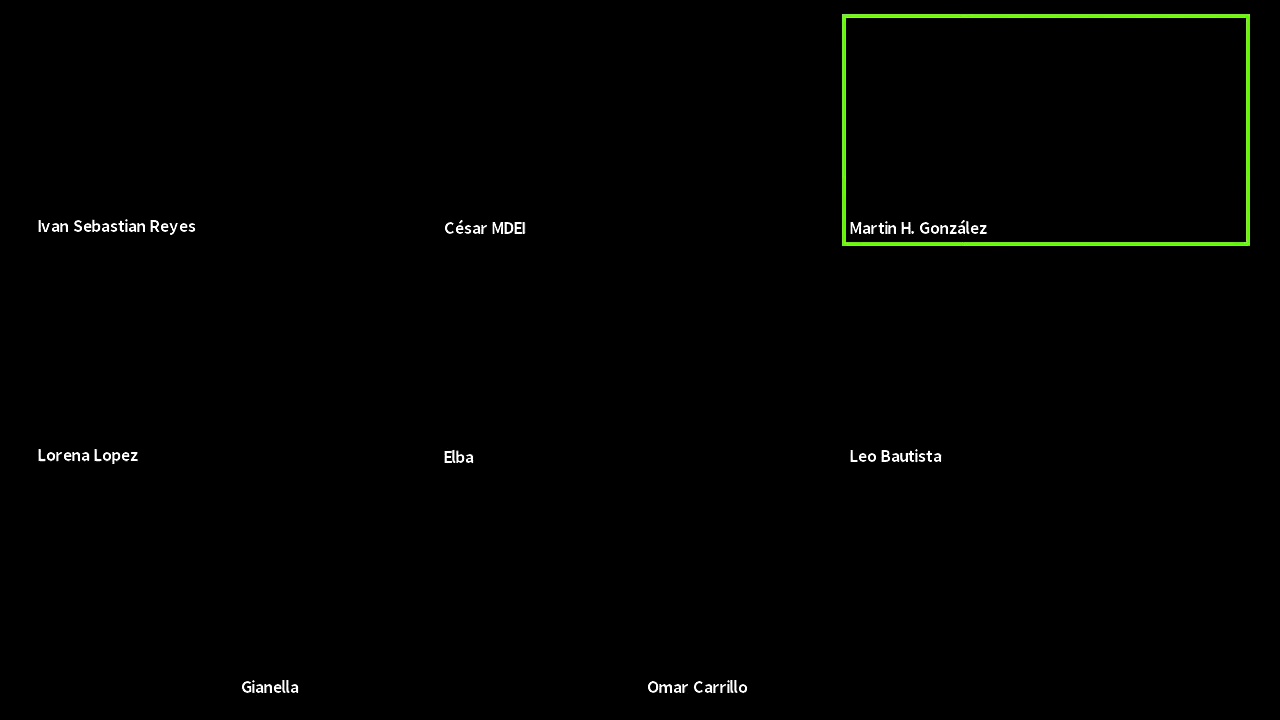 Ivan Sebastian Reyes
César MDEI
Martin H. González
Lorena Lopez
Elba
Leo Bautista
Gianella
Omar Carrillo